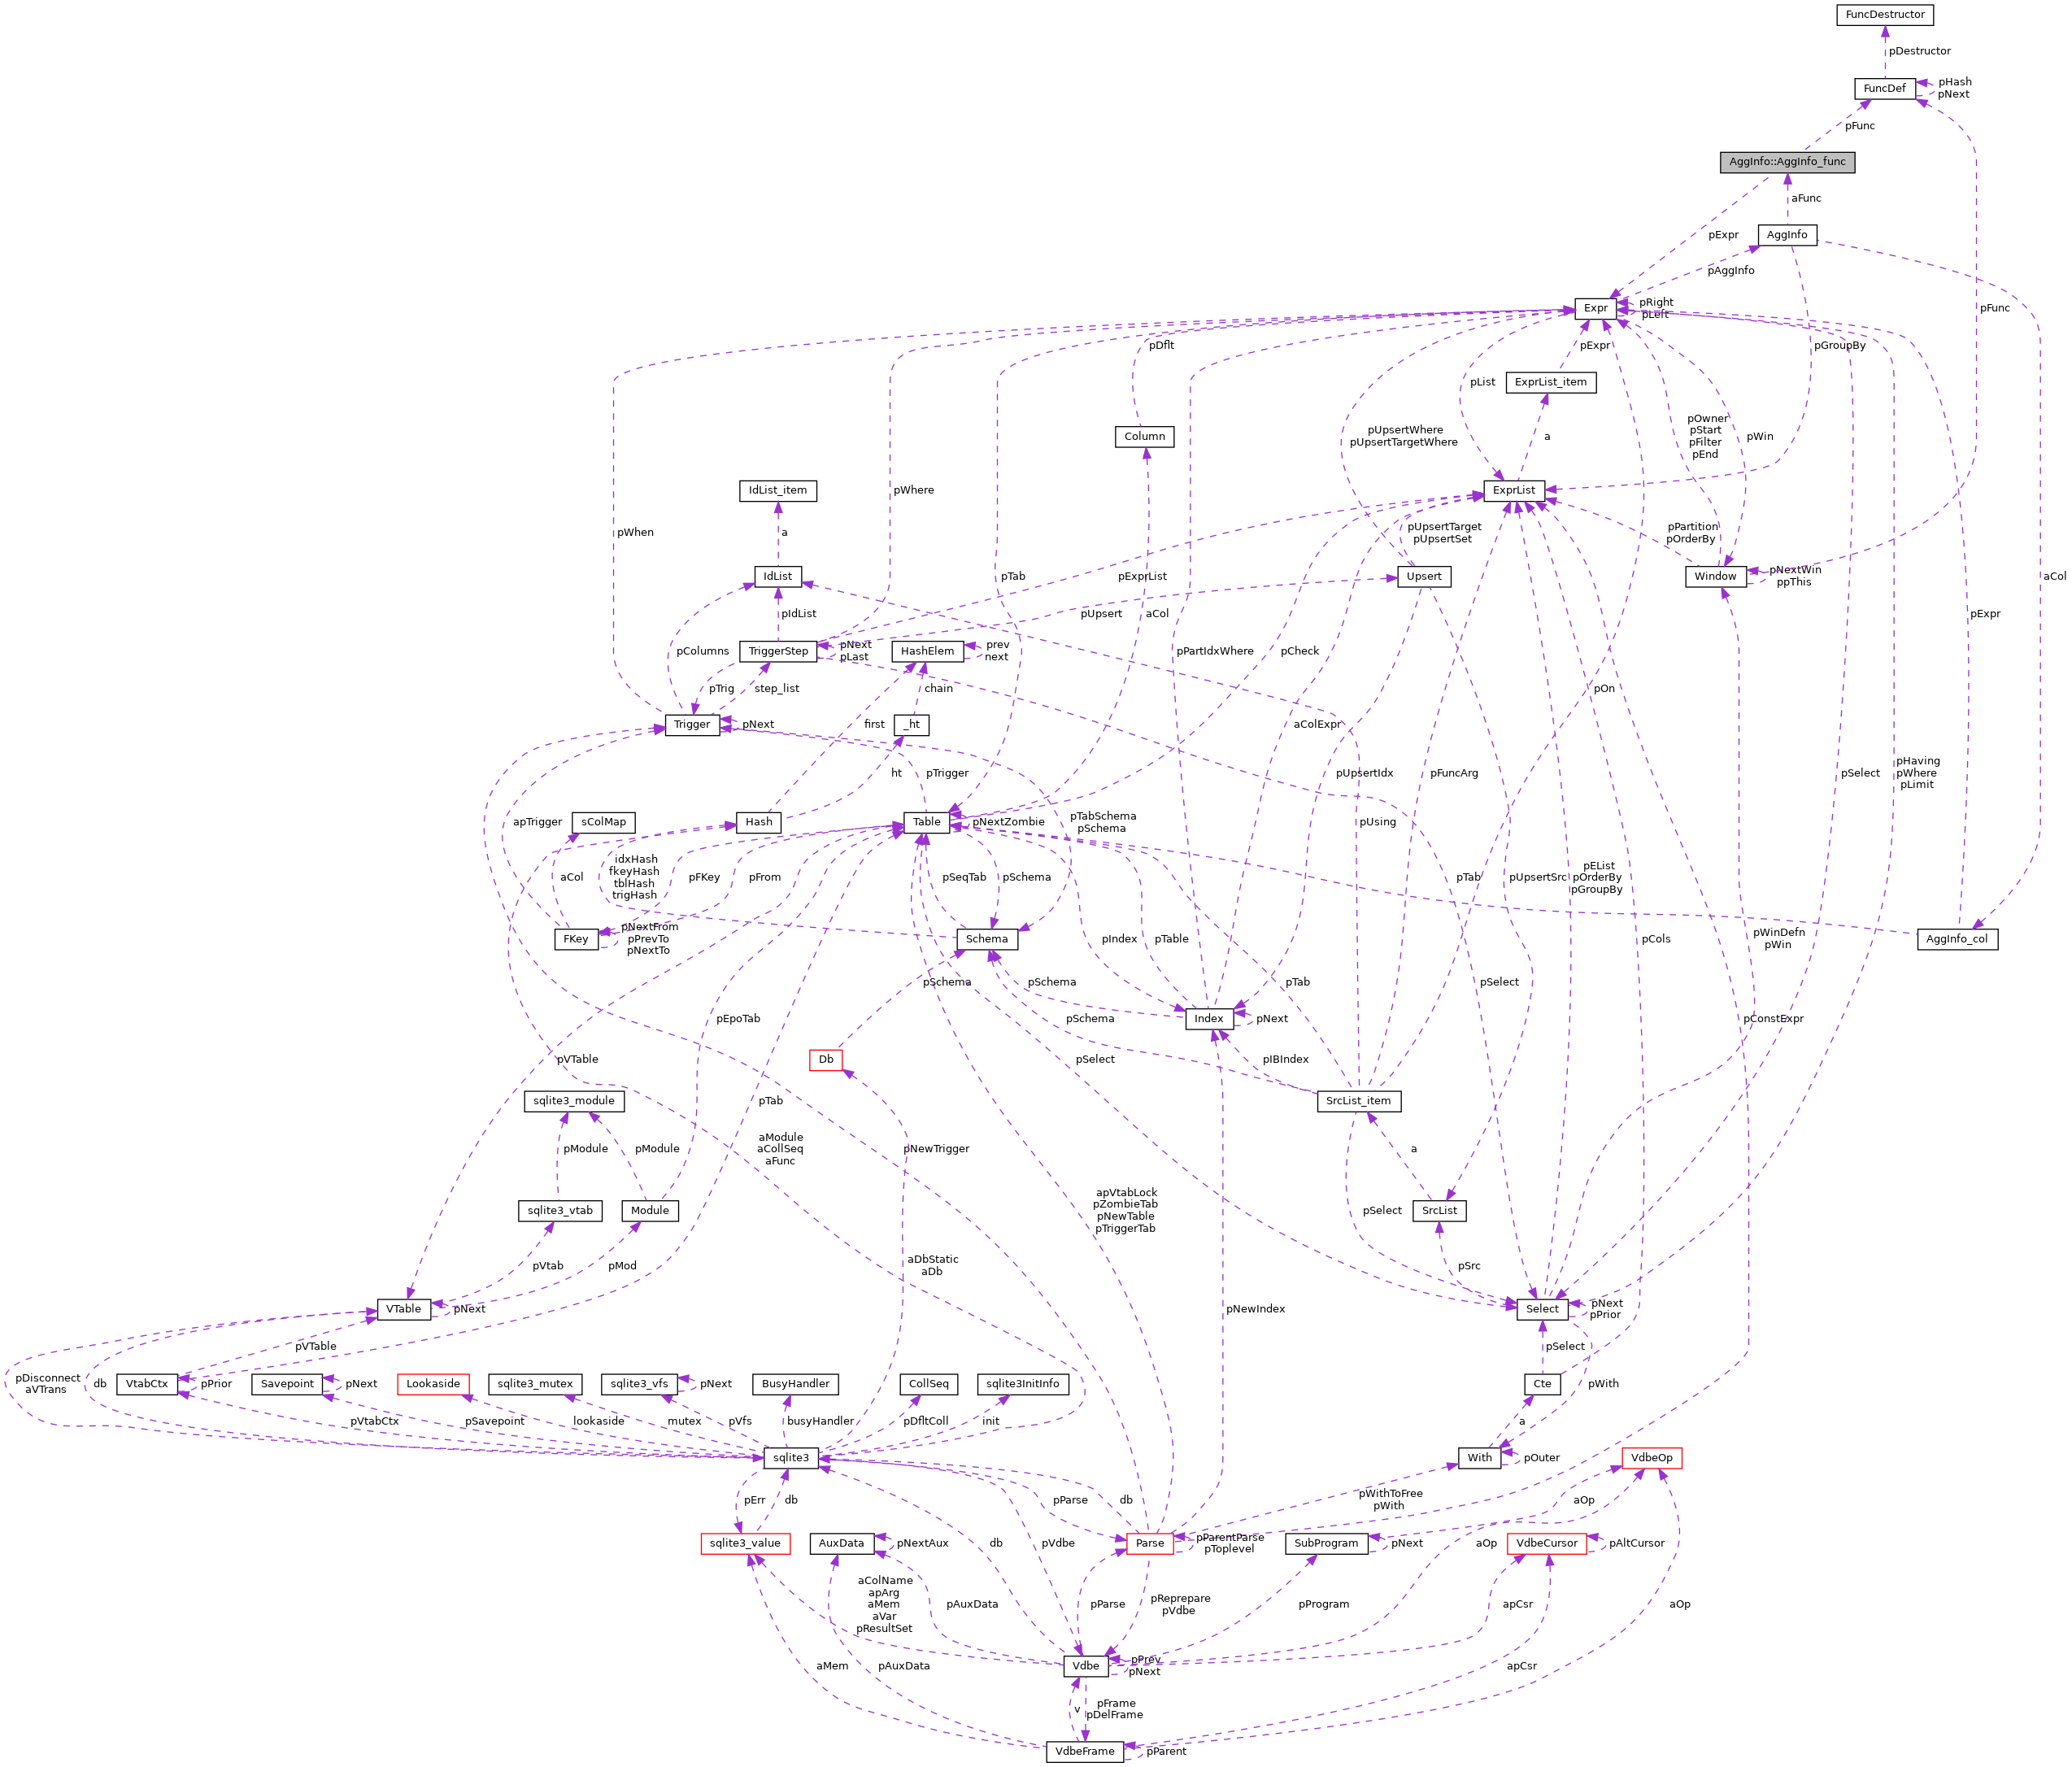 FuncDestructor
pDestructor
FuncDef
pHash
pNext
pFunc
AggInfo::AggInfo_func
aFunc
pExpr
AggInfo
pAggInfo
Expr
pRight
pLeft
pFunc
pDflt
pExpr
pGroupBy
pList
ExprList_item
Column
pUpsertWhere
pUpsertTargetWhere
a
pOwner
pStart
pFilter
pEnd
pWin
IdList_item
pWhere
ExprList
pWhen
a
pUpsertTarget
pUpsertSet
pPartition
pOrderBy
IdList
pTab
pExprList
Upsert
Window
pNextWin
ppThis
aCol
pIdList
pUpsert
aCol
pExpr
pColumns
TriggerStep
pNext
pLast
HashElem
prev
next
pPartIdxWhere
pCheck
pTrig
step_list
chain
pOn
Trigger
pNext
first
_ht
aColExpr
ht
pTrigger
pUpsertIdx
pFuncArg
pSelect
pHaving
pWhere
pLimit
apTrigger
sColMap
Hash
Table
pNextZombie
pTabSchema
pSchema
pUsing
aCol
idxHash
fkeyHash
tblHash
trigHash
pFKey
pFrom
pSeqTab
pSchema
pTab
pUpsertSrc
pEList
pOrderBy
pGroupBy
FKey
pNextFrom
pPrevTo
pNextTo
Schema
pIndex
pTable
pCols
pWinDefn
pWin
AggInfo_col
pSchema
pSchema
pTab
pSelect
pEpoTab
pSchema
Index
pNext
pConstExpr
pVTable
Db
pSelect
pIBIndex
sqlite3_module
pTab
SrcList_item
pModule
pModule
aModule
aCollSeq
aFunc
pNewTrigger
a
sqlite3_vtab
Module
apVtabLock
pZombieTab
pNewTable
pTriggerTab
pSelect
SrcList
pVtab
pMod
aDbStatic
aDb
pSrc
VTable
pNext
pNewIndex
Select
pNext
pPrior
pVTable
pSelect
pDisconnect
aVTrans
db
VtabCtx
pPrior
Savepoint
pNext
Lookaside
sqlite3_mutex
sqlite3_vfs
pNext
BusyHandler
CollSeq
sqlite3InitInfo
Cte
pWith
pVtabCtx
pSavepoint
lookaside
mutex
pVfs
busyHandler
pDfltColl
init
a
sqlite3
With
pOuter
VdbeOp
pErr
db
pParse
db
pWithToFree
pWith
aOp
sqlite3_value
AuxData
pNextAux
db
pVdbe
Parse
pParentParse
pToplevel
SubProgram
pNext
aOp
VdbeCursor
pAltCursor
aColName
apArg
aMem
aVar
pResultSet
pAuxData
pParse
pReprepare
pVdbe
pProgram
apCsr
aOp
aMem
pAuxData
Vdbe
pPrev
pNext
apCsr
v
pFrame
pDelFrame
VdbeFrame
pParent